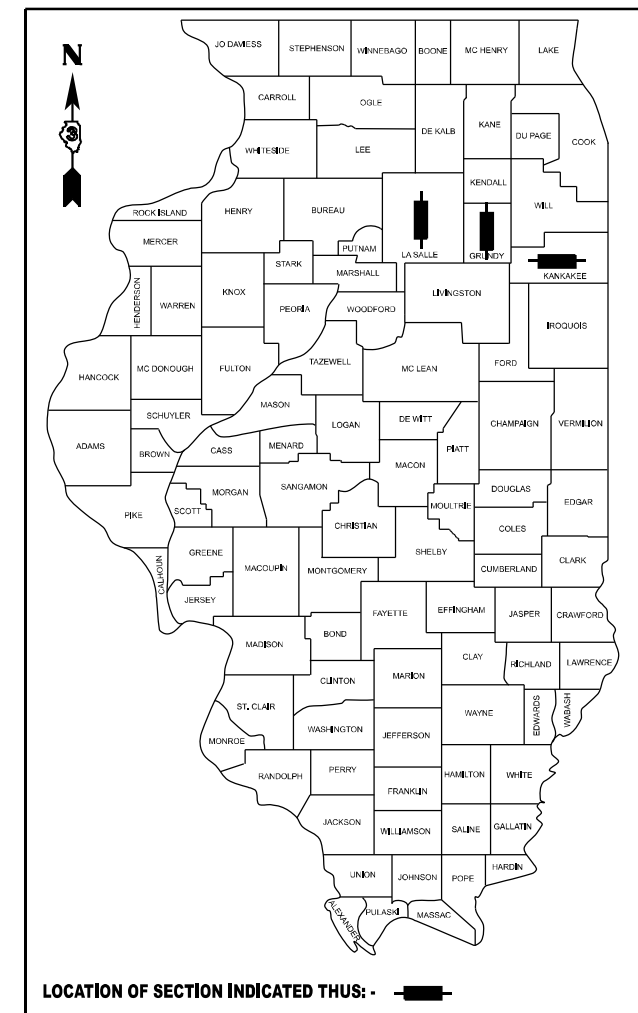 JO DAVIESS STEPHENSON WINNEBAGO BOONE MC HENRY LAKE
N
CARROLL OGLE
DE KALB KANE
3
DU PAGE COOK
WHITESIDE LEE
KENDALL
WILL
ROCK ISLAND HENRY BUREAU
MERCER PUTNAM LA SALLE GRUNDY
STARK KANKAKEE
MARSHALL
HENDERSON WARREN KNOX LIVINGSTON
PEORIA WOODFORD
IROQUOIS
HANCOCK MC DONOUGH FULTON TAZEWELL MC LEAN FORD
MASON
SCHUYLER LOGAN DE WITT CHAMPAIGN VERMILION
ADAMS BROWN CASS MENARD PIATT
MACON
MORGAN SANGAMON DOUGLAS
PIKE SCOTT MOULTRIE EDGAR
CHRISTIAN COLES
GREENE SHELBY
CALHOUN MACOUPIN MONTGOMERY CUMBERLAND CLARK
JERSEY
FAYETTE EFFINGHAM JASPER CRAWFORD
BOND
MADISON
CLAY RICHLAND LAWRENCE
CLINTON MARION
ST. CLAIR WAYNE EDWARDS WABASH
WASHINGTON JEFFERSON
MONROE
PERRY HAMILTON WHITE
RANDOLPH FRANKLIN
JACKSON WILLIAMSON SALINE GALLATIN
HARDIN
UNION JOHNSON POPE
ALEXANDER PULASKI MASSAC
LOCATION OF SECTION INDICATED THUS: -